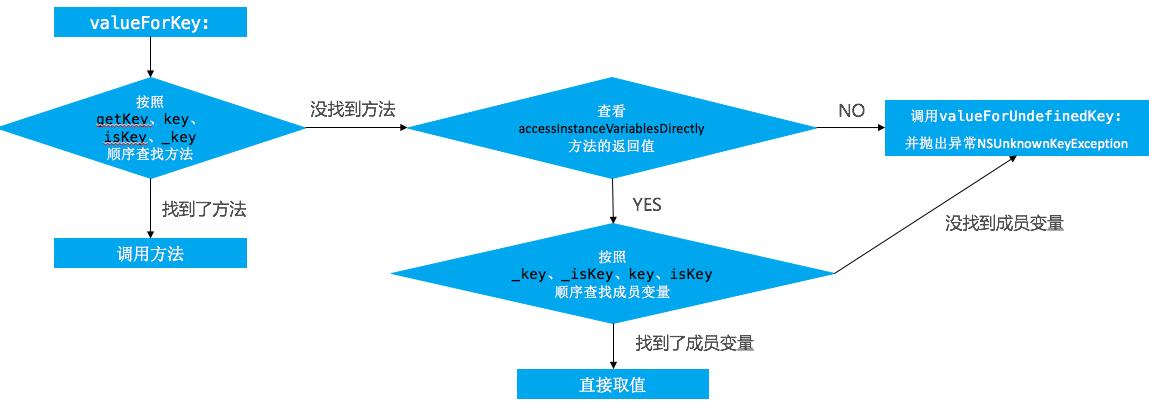 valueForKey:
按照
getKey、key、
isKey、_key
顺序查找方法
没找到方法
查看
accessInstanceVariablesDirectly
方法的返回值
NO
调用valueForUndefinedKey:
并抛出异常NSUnknownKeyException
找到了方法
调用方法
YES
没找到成员变量
按照
_key、_isKey、key、isKey
顺序查找成员变量
找到了成员变量
直接取值